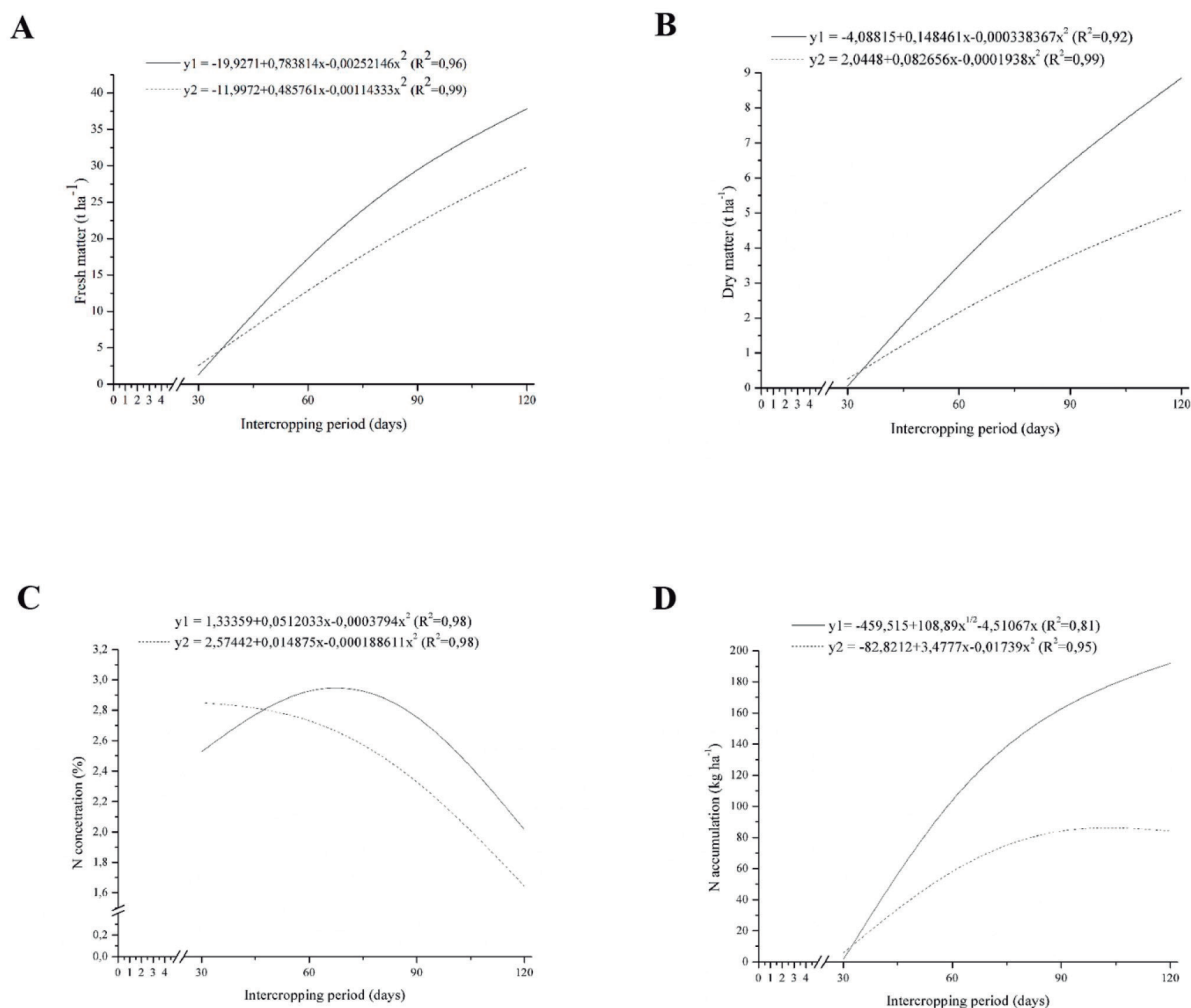 A
y1 = -19,9271+0,783814x-0,00252146x² (R²=0,96)
y2 = -11,9972+0,485761x-0,00114333x² (R²=0,99)
40
35
30
25
20
15
10
5
0
Fresh matter (t ha⁻¹)
0 1 2 3 4 30 60 90 120
Intercropping period (days)
B
y1 = -4,08815+0,148461x-0,000338367x² (R²=0,92)
y2 = 2,0448+0,082656x-0,0001938x² (R²=0,99)
9
8
7
6
5
4
3
2
1
0
Dry matter (t ha⁻¹)
0 1 2 3 4 30 60 90 120
Intercropping period (days)
C
y1 = 1,33359+0,0512033x-0,0003794x² (R²=0,98)
y2 = 2,57442+0,014875x-0,000188611x² (R²=0,98)
3,2
3,0
2,8
2,6
2,4
2,2
2,0
1,8
1,6
0,2
0,0
N concetration (%)
0 1 2 3 4 30 60 90 120
Intercropping period (days)
D
y1= -459,515+108,89x^1/2-4,51067x (R²=0,81)
y2 = -82,8212+3,4777x-0,01739x² (R²=0,95)
200
180
160
140
120
100
80
60
40
20
0
N accumulation (kg ha⁻¹)
0 1 2 3 4 30 60 90 120
Intercropping period (days)